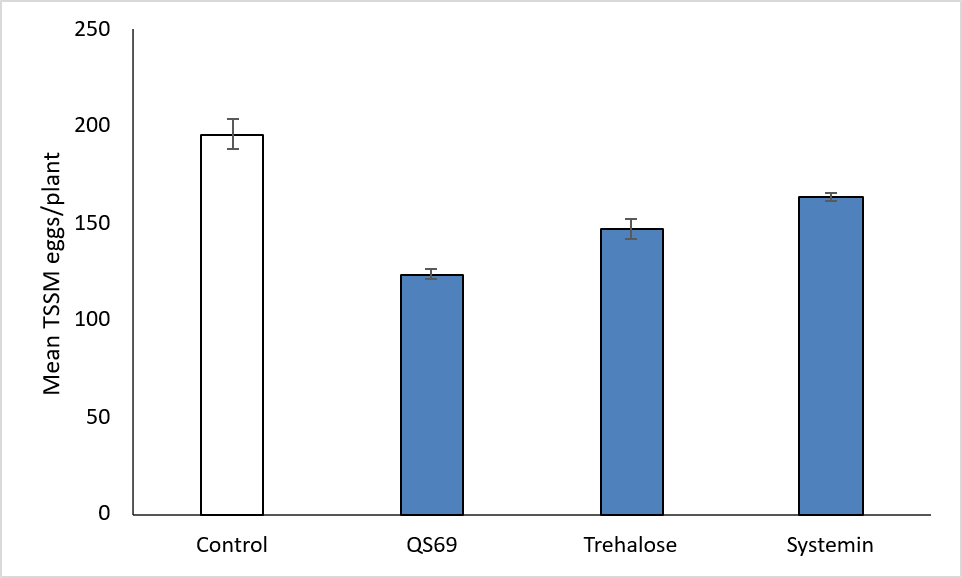 250
200
150
100
50
0
Mean TSSM eggs/plant
Control
QS69
Trehalose
Systemin